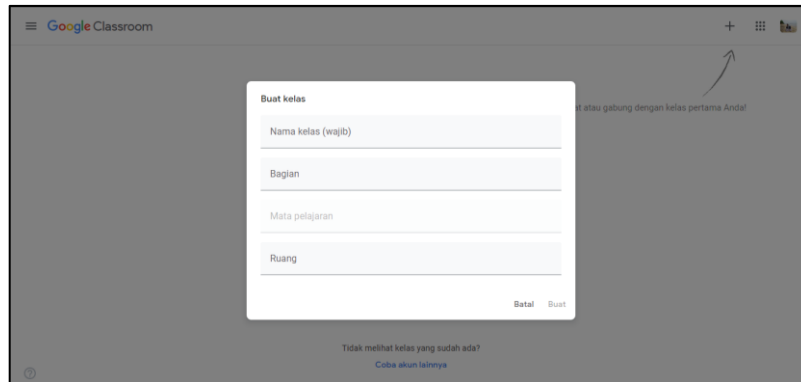 Google Classroom
at atau gabung dengan kelas pertama Anda!
Buat kelas
Nama kelas (wajib)
Bagian
Mata pelajaran
Ruang
Batal Buat
Tidak melihat kelas yang sudah ada?
Coba akun lainnya